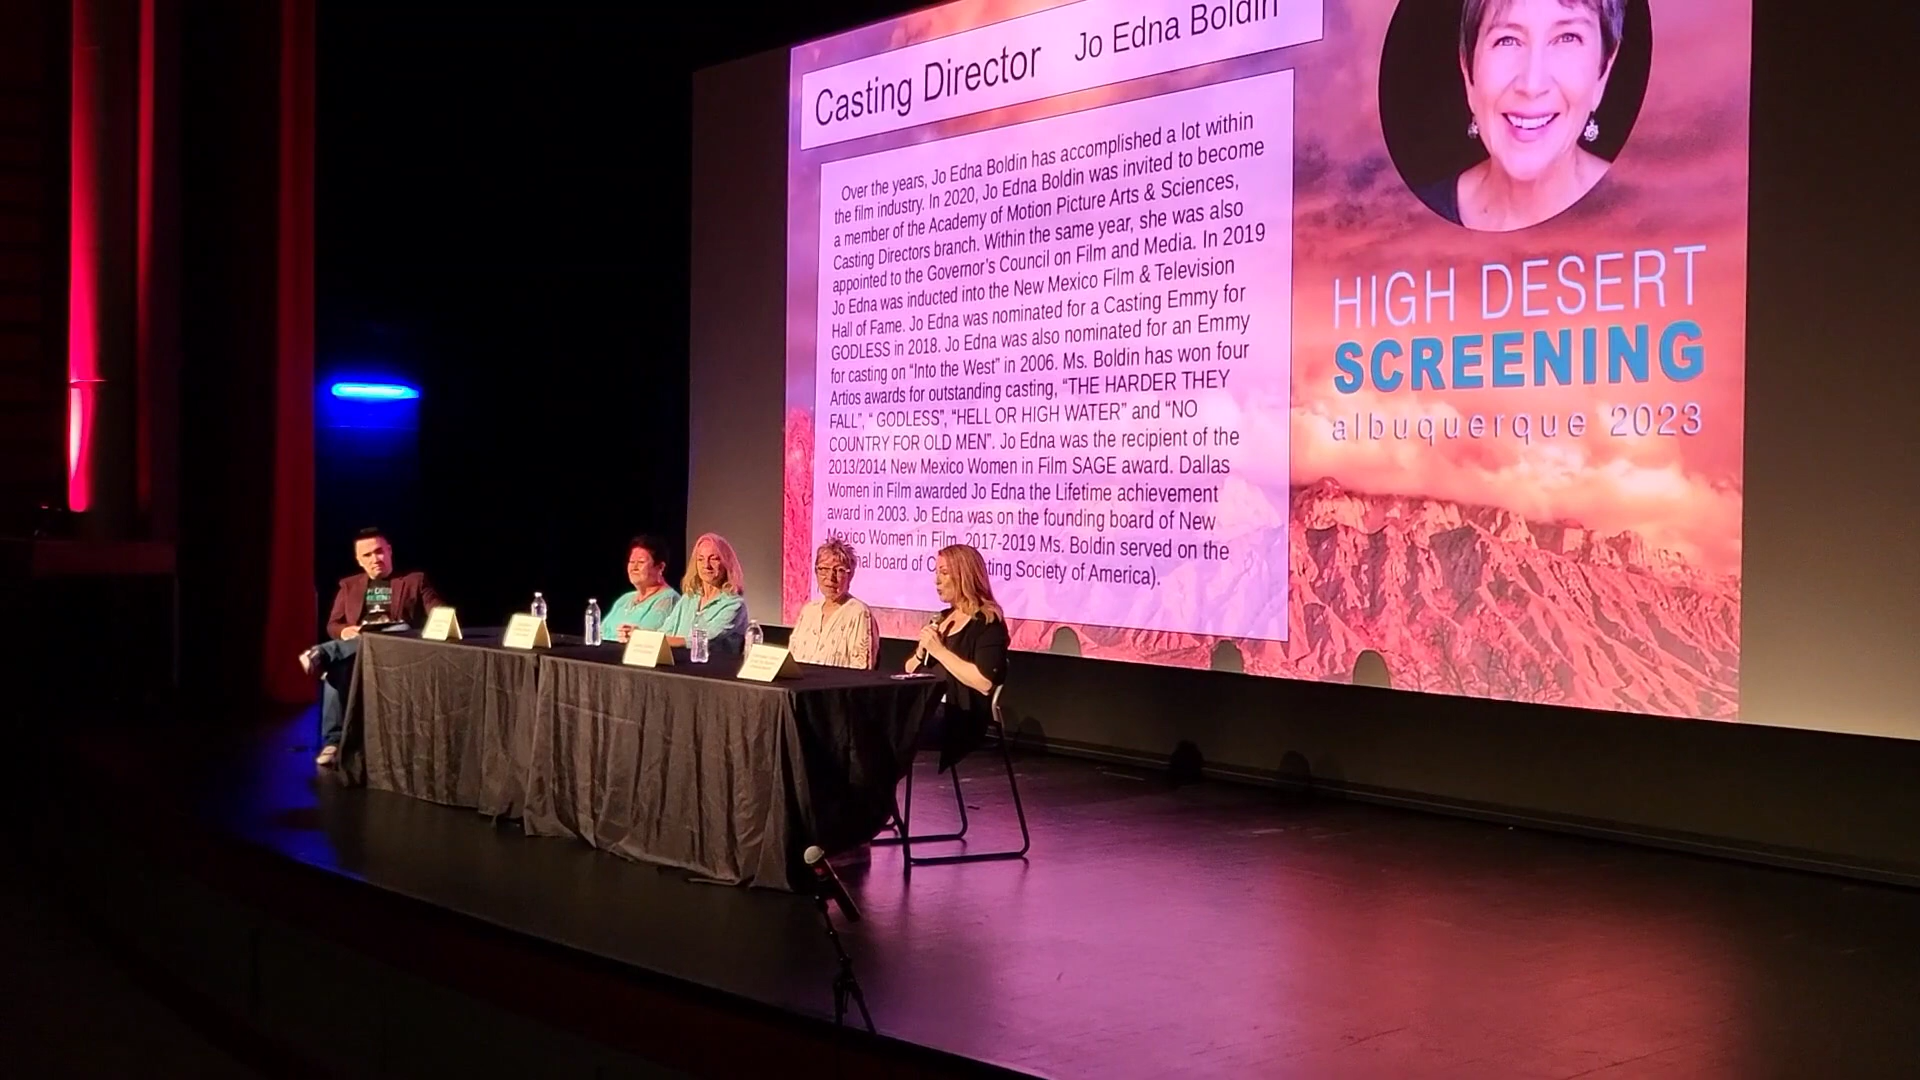 Casting Director Jo Edna Boldin
Over the years, Jo Edna Boldin has accomplished a lot within
the film industry. In 2020, Jo Edna Boldin was invited to become
a member of the Academy of Motion Picture Arts & Sciences,
Casting Directors branch. Within the same year, she was also
appointed to the Governor's Council on Film and Media. In 2019
Jo Edna was inducted into the New Mexico Film & Television
Hall of Fame. Jo Edna was nominated for a Casting Emmy for
GODLESS in 2018. Jo Edna was also nominated for an Emmy
for casting on “Into the West” in 2006. Ms. Boldin has won four
Artios awards for outstanding casting, “THE HARDER THEY
FALL”, “ GODLESS”, “HELL OR HIGH WATER” and “NO
COUNTRY FOR OLD MEN”. Jo Edna was the recipient of the
2013/2014 New Mexico Women in Film SAGE award. Dallas
Women in Film awarded Jo Edna the Lifetime achievement
award in 2003. Jo Edna was on the founding board of New
Mexico Women in Film. 2017-2019 Ms. Boldin served on the
board of Society of America).
HIGH DESERT
SCREENING
albuquerque 2023